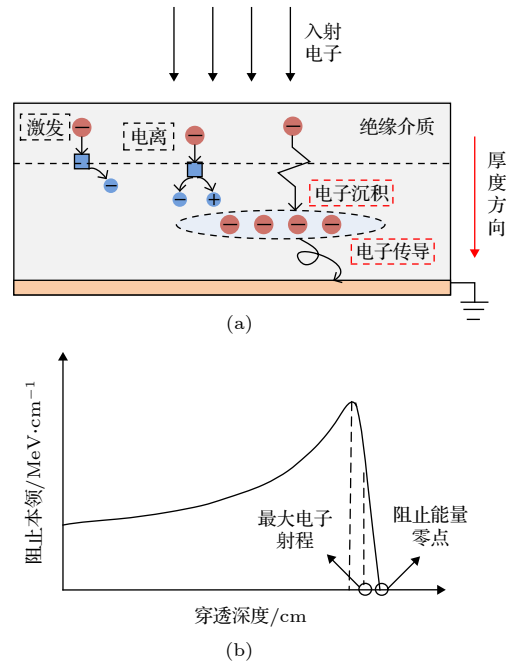 入射
电子
激发
电离
绝缘介质
电子沉积
电子传导
厚度方向
(a)
阻止本领/MeV·cm⁻¹
最大电子
射程
阻止能量
零点
穿透深度/cm
(b)